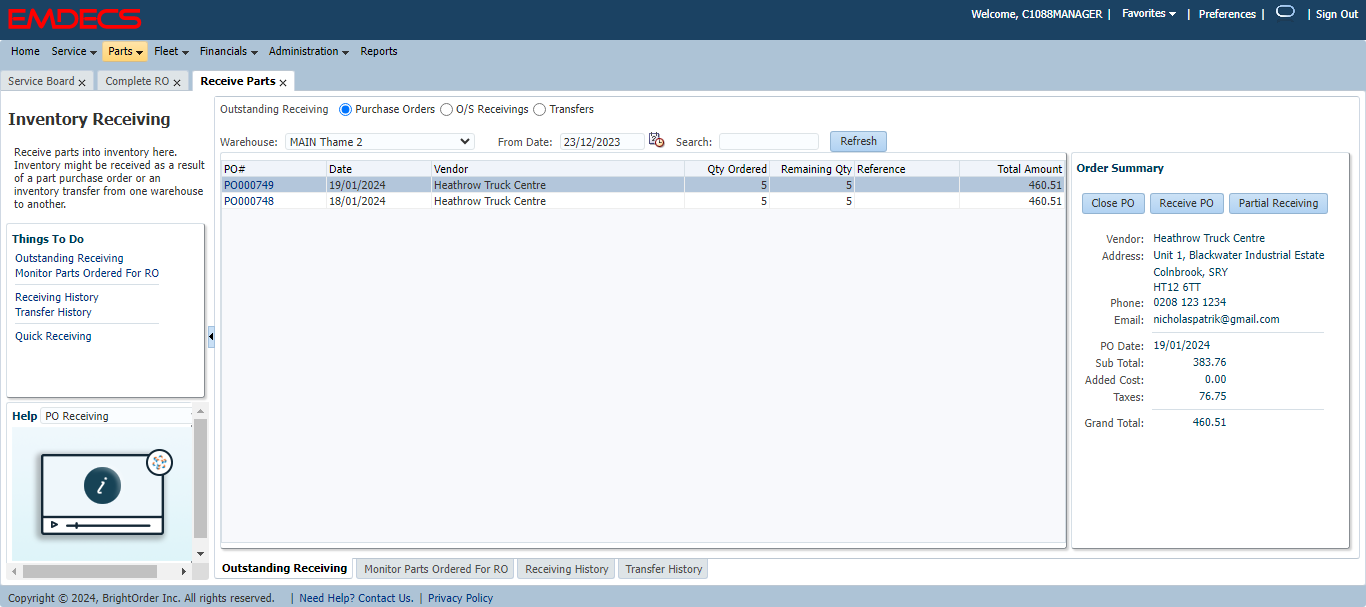 EMDECS
Welcome, C1088MANAGER | Favorites | Preferences | | Sign Out
Home Service Parts Fleet Financials Administration Reports
Service Board x Complete RO x Receive Parts x
Inventory Receiving
Receive parts into inventory here.
Inventory might be received as a result
of a part purchase order or an
inventory transfer from one warehouse
to another.
Things To Do
Outstanding Receiving
Monitor Parts Ordered For RO
Receiving History
Transfer History
Quick Receiving
Help PO Receiving
i
Outstanding Receiving Purchase Orders O/S Receivings Transfers
Warehouse: MAIN Thame 2 From Date: 23/12/2023 Search: Refresh
PO# Date Vendor Qty Ordered Remaining Qty Reference Total Amount
PO000749 19/01/2024 Heathrow Truck Centre 5 5 460.51
PO000748 18/01/2024 Heathrow Truck Centre 5 5 460.51
Order Summary
Close PO Receive PO Partial Receiving
Vendor: Heathrow Truck Centre
Address: Unit 1, Blackwater Industrial Estate
Colnbrook, SRY
HT12 6TT
Phone: 0208 123 1234
Email: nicholaspatrik@gmail.com
PO Date: 19/01/2024
Sub Total: 383.76
Added Cost: 0.00
Taxes: 76.75
Grand Total: 460.51
Outstanding Receiving Monitor Parts Ordered For RO Receiving History Transfer History
Copyright © 2024, BrightOrder Inc. All rights reserved. | Need Help? Contact Us. | Privacy Policy